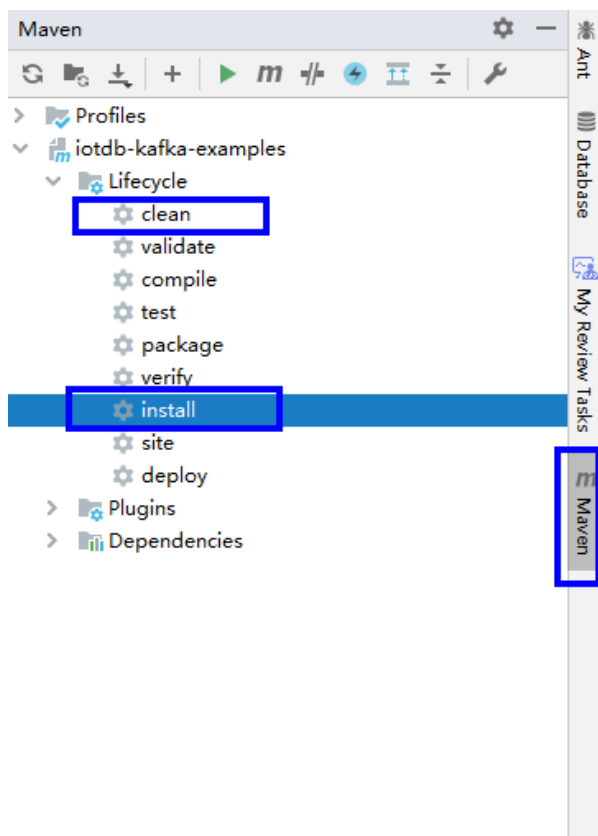 Maven
m
Profiles
m iotdb-kafka-examples
Lifecycle
clean
validate
compile
test
package
verify
install
site
deploy
Plugins
Dependencies
Ant
Database
My Review Tasks
m Maven